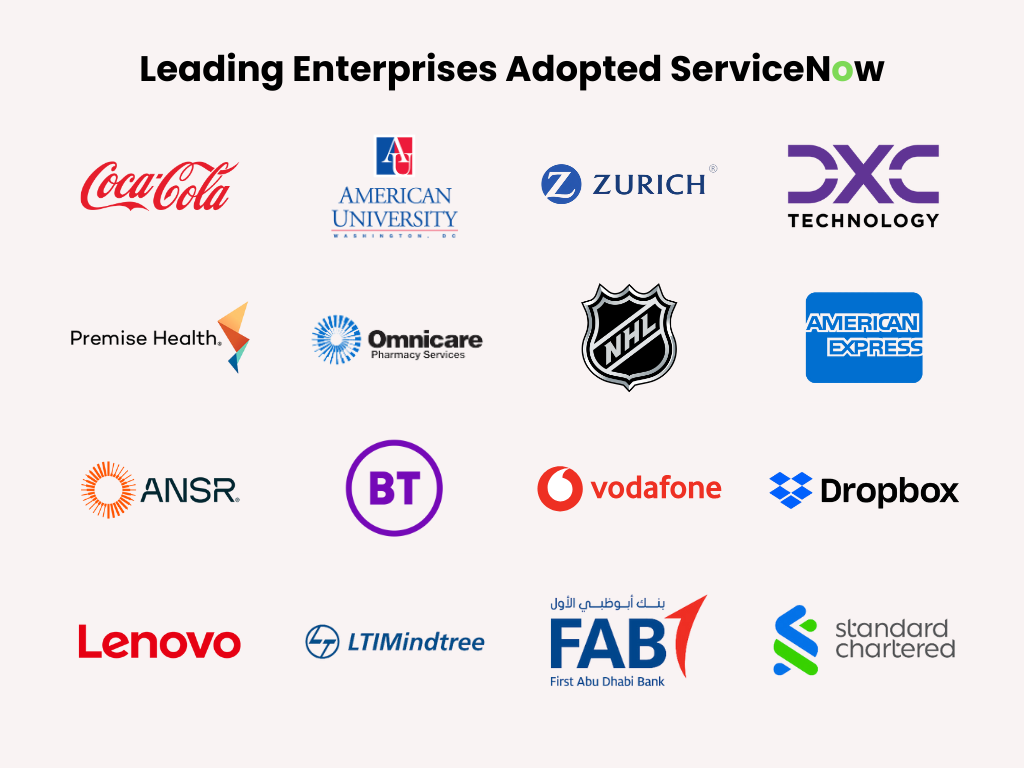 Leading Enterprises Adopted ServiceNow
Coca-Cola
AU
AMERICAN
UNIVERSITY
WASHINGTON, DC
Z ZURICH®
DXC
TECHNOLOGY
Premise Health®
Omnicare
Pharmacy Services
NHL
AMERICAN
EXPRESS
ANSR®
BT
vodafone
Dropbox
Lenovo
LTIMindtree
بنك أبوظبي الأول
FAB
First Abu Dhabi Bank
standard
chartered